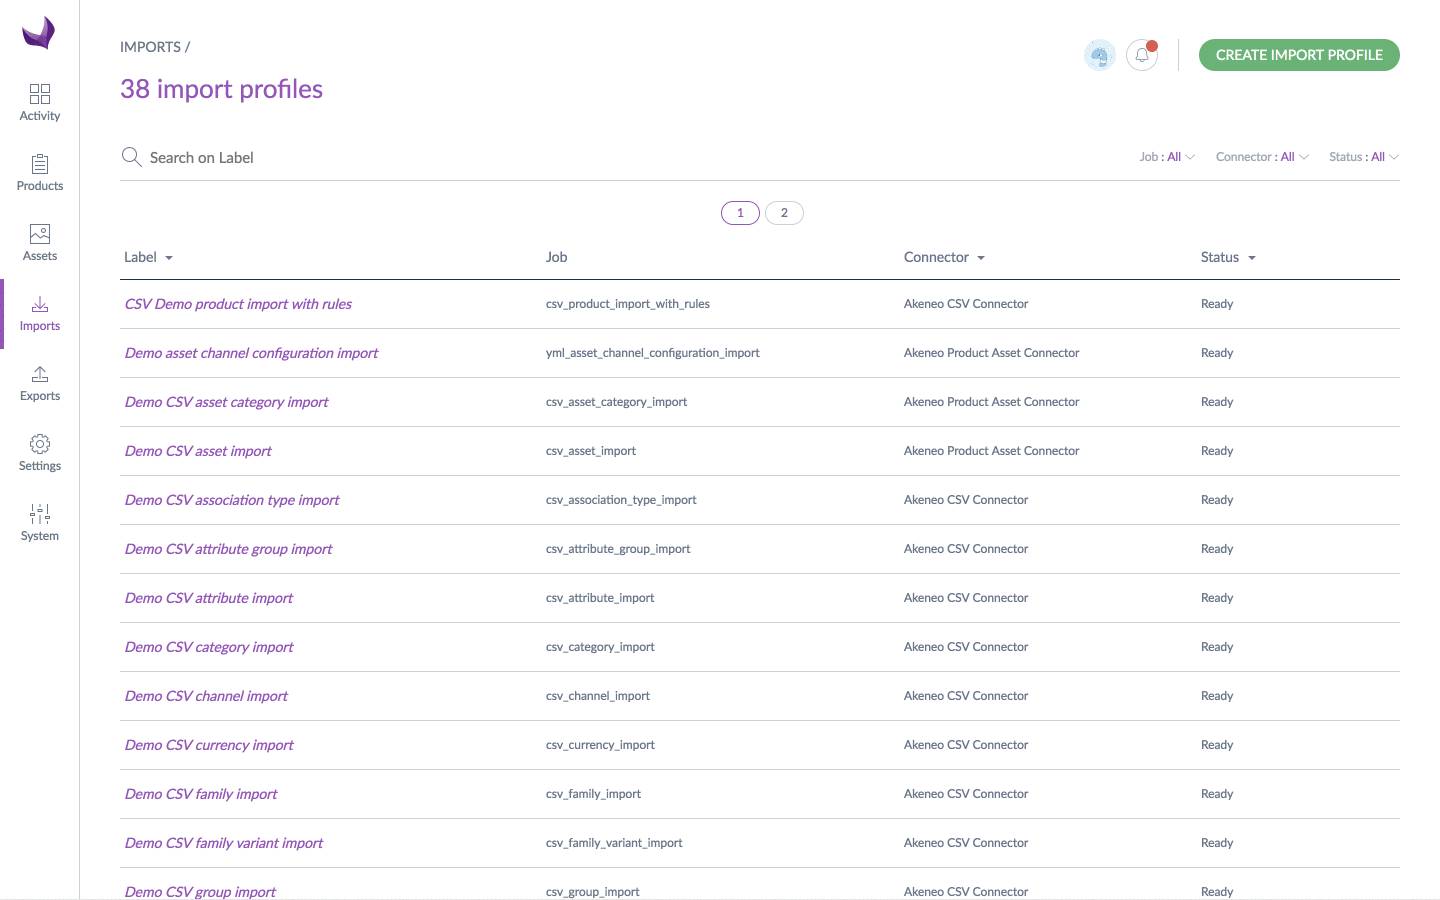 IMPORTS /
CREATE IMPORT PROFILE
38 import profiles
Activity
Products
Assets
Imports
Exports
Settings
System
Search on Label
Job : All
Connector : All
Status : All
1 2
Label Job Connector Status
CSV Demo product import with rules csv_product_import_with_rules Akeneo CSV Connector Ready
Demo asset channel configuration import yml_asset_channel_configuration_import Akeneo Product Asset Connector Ready
Demo CSV asset category import csv_asset_category_import Akeneo Product Asset Connector Ready
Demo CSV asset import csv_asset_import Akeneo Product Asset Connector Ready
Demo CSV association type import csv_association_type_import Akeneo CSV Connector Ready
Demo CSV attribute group import csv_attribute_group_import Akeneo CSV Connector Ready
Demo CSV attribute import csv_attribute_import Akeneo CSV Connector Ready
Demo CSV category import csv_category_import Akeneo CSV Connector Ready
Demo CSV channel import csv_channel_import Akeneo CSV Connector Ready
Demo CSV currency import csv_currency_import Akeneo CSV Connector Ready
Demo CSV family import csv_family_import Akeneo CSV Connector Ready
Demo CSV family variant import csv_family_variant_import Akeneo CSV Connector Ready
Demo CSV group import csv_group_import Akeneo CSV Connector Ready